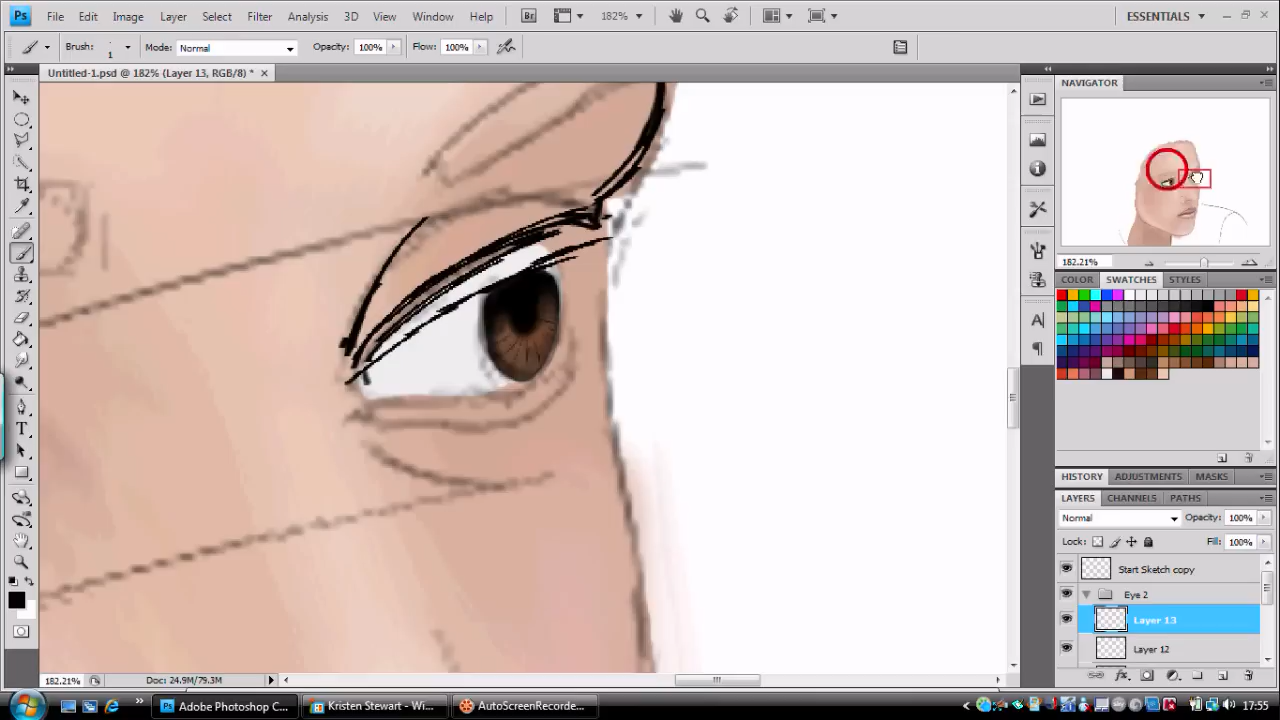 Ps File Edit Image Layer Select Filter Analysis 3D View Window Help Br 182% ESSENTIALS
Brush: 1 Mode: Normal Opacity: 100% Flow: 100%
Untitled-1.psd @ 182% (Layer 13, RGB/8) *
NAVIGATOR
182.21%
COLOR SWATCHES STYLES
HISTORY ADJUSTMENTS MASKS
LAYERS CHANNELS PATHS
Normal Opacity: 100%
Lock: Fill: 100%
Start Sketch copy
Eye 2
Layer 13
Layer 12
182.21% Doc: 24.9M/79.3M
Adobe Photoshop C... Kristen Stewart - Wi... AutoScreenRecorde... 17:55